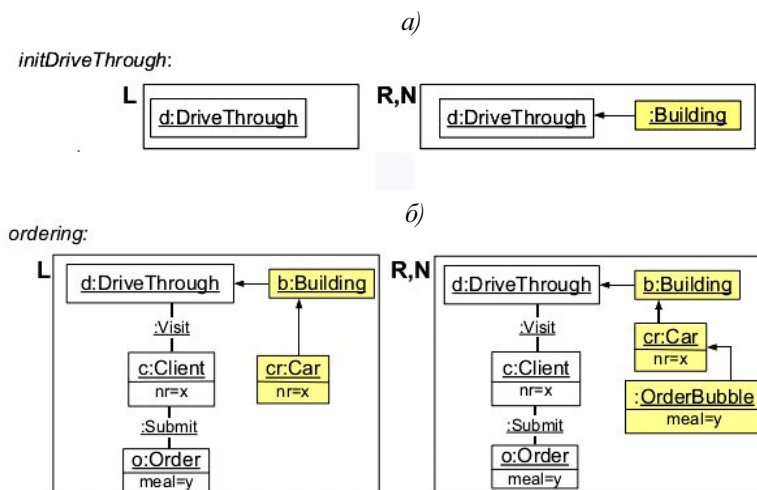 а)
initDriveThrough:
L
d:DriveThrough
R,N
d:DriveThrough
:Building
б)
ordering:
L
d:DriveThrough
b:Building
:Visit
c:Client
nr=x
cr:Car
nr=x
:Submit
o:Order
meal=y
R,N
d:DriveThrough
b:Building
:Visit
cr:Car
nr=x
c:Client
nr=x
:OrderBubble
meal=y
:Submit
o:Order
meal=y